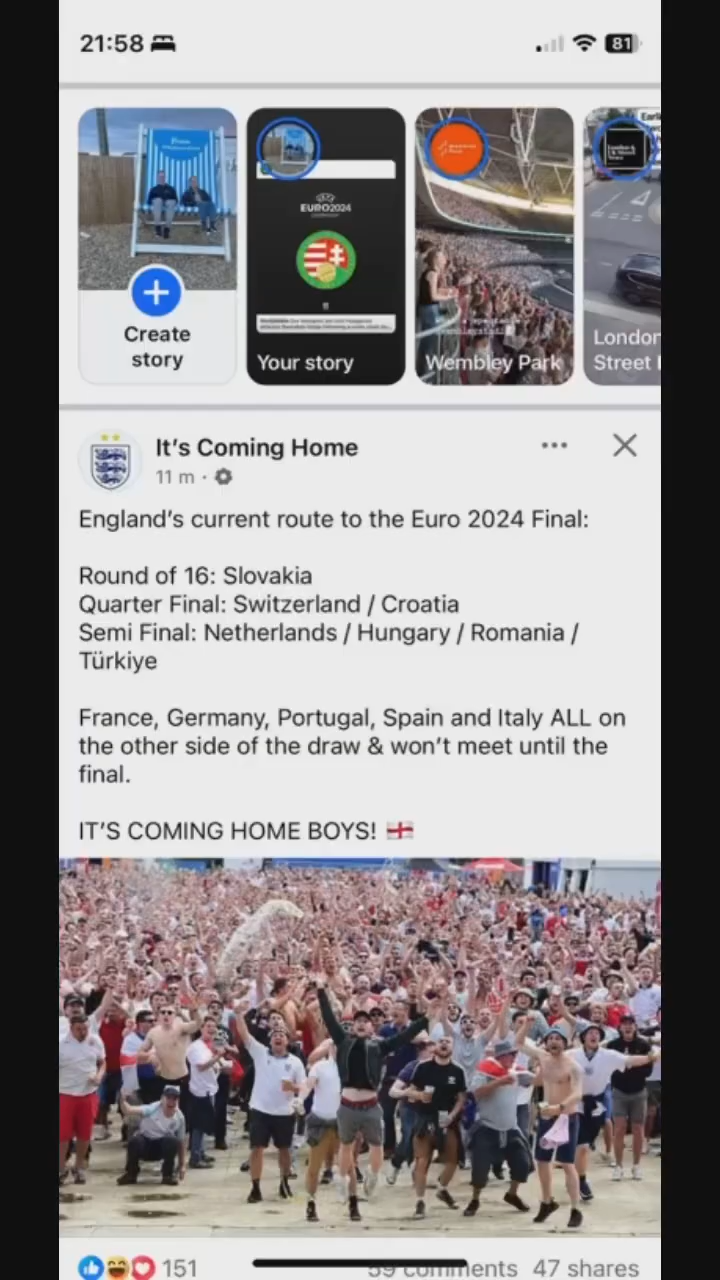 21:58
81
EURO2024
Create
story
Your story
Wembley Park
London
Street
It's Coming Home
11 m ·
England's current route to the Euro 2024 Final:
Round of 16: Slovakia
Quarter Final: Switzerland / Croatia
Semi Final: Netherlands / Hungary / Romania /
Türkiye
France, Germany, Portugal, Spain and Italy ALL on
the other side of the draw & won't meet until the
final.
IT'S COMING HOME BOYS! 🏴󠁧󠁢󠁥󠁮󠁧󠁿
151
59 comments 47 shares